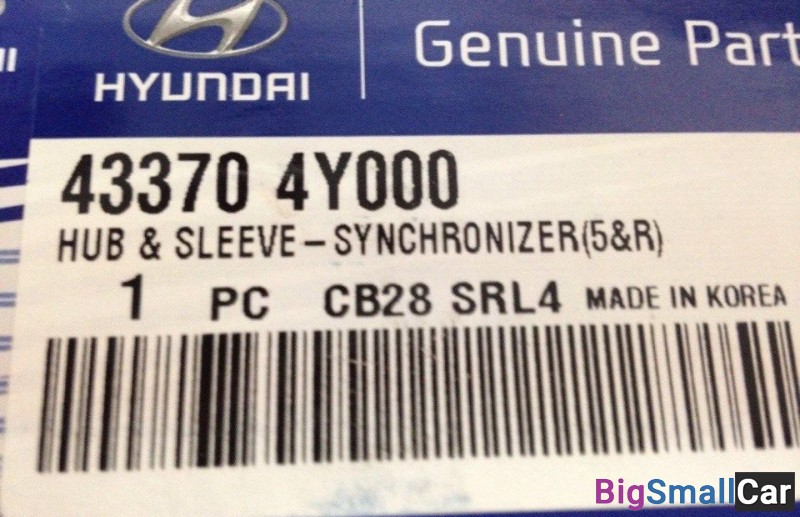 HYUNDAI
Genuine Part
43370 4Y000
HUB & SLEEVE-SYNCHRONIZER(5&R)
1 PC CB28 SRL4 MADE IN KOREA
BigSmallCar